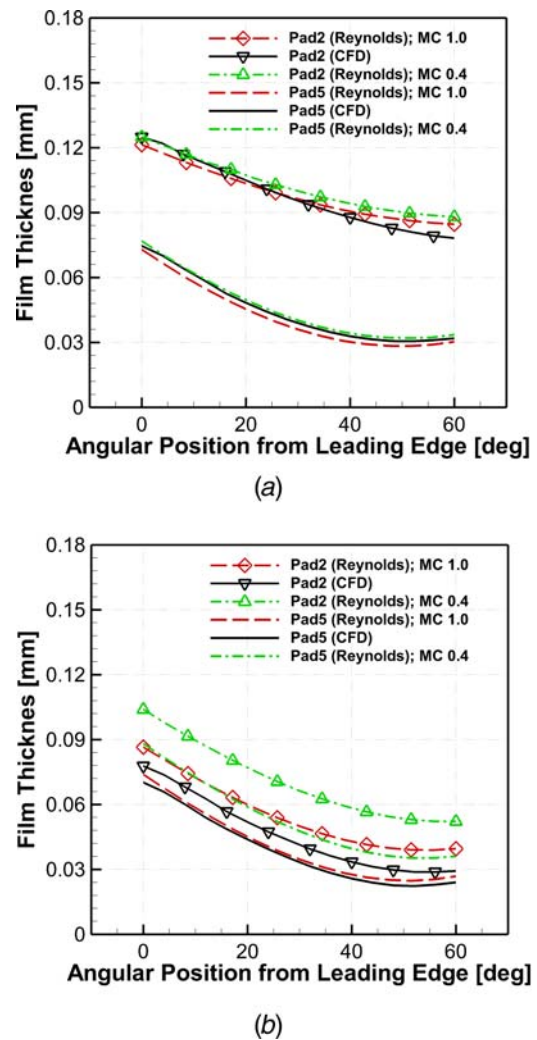 0.18
0.15
0.12
0.09
0.06
0.03
0
Film Thicknes [mm]
Pad2 (Reynolds); MC 1.0
Pad2 (CFD)
Pad2 (Reynolds); MC 0.4
Pad5 (Reynolds); MC 1.0
Pad5 (CFD)
Pad5 (Reynolds); MC 0.4
0 20 40 60
Angular Position from Leading Edge [deg]
(a)
0.18
0.15
0.12
0.09
0.06
0.03
0
Film Thicknes [mm]
Pad2 (Reynolds); MC 1.0
Pad2 (CFD)
Pad2 (Reynolds); MC 0.4
Pad5 (Reynolds); MC 1.0
Pad5 (CFD)
Pad5 (Reynolds); MC 0.4
0 20 40 60
Angular Position from Leading Edge [deg]
(b)